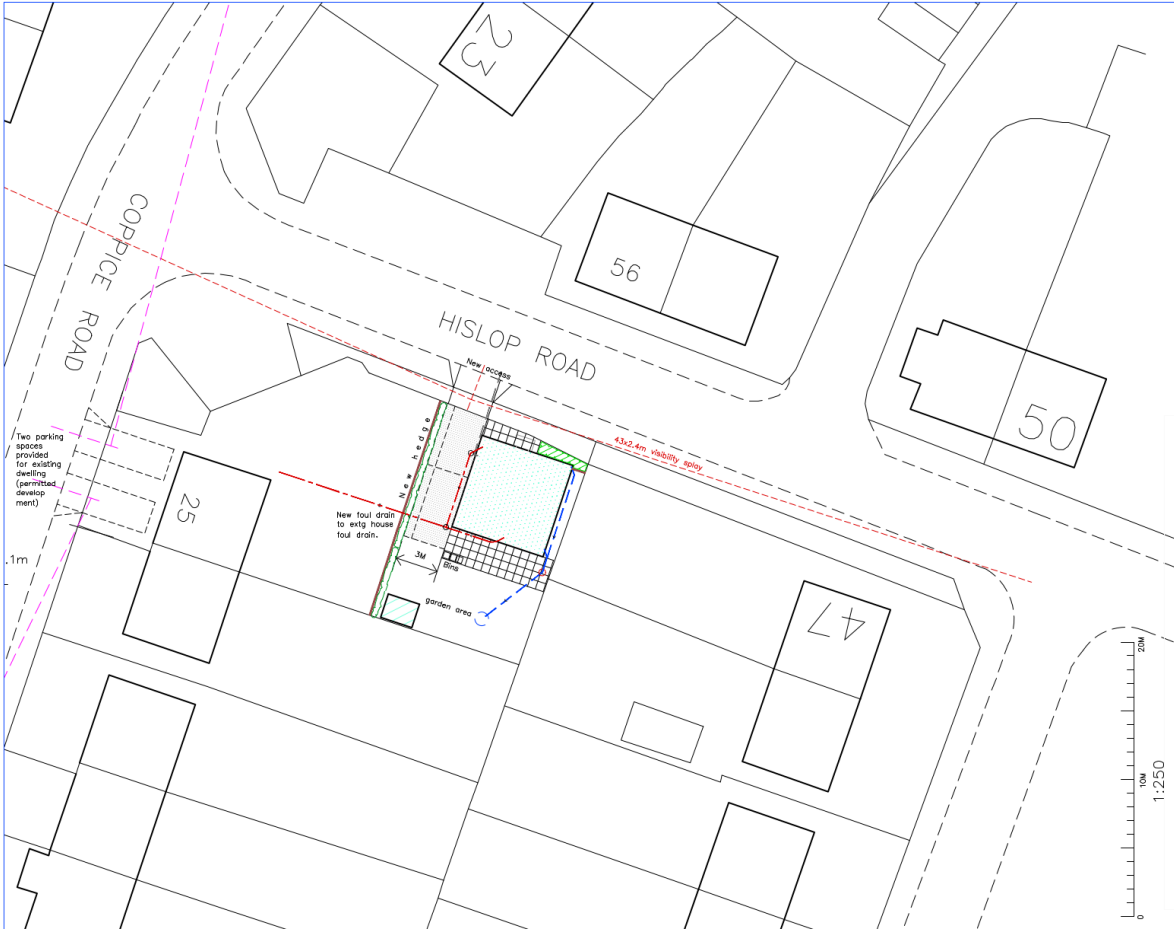 23
COPPICE ROAD
56
HISLOP ROAD
New access
50
43x2.4m visibility splay
Two parking
spaces
provided
for existing
dwelling
(permitted
develop
ment)
25
New hedge
New foul drain
to extg house
foul drain.
3M
Bins
garden area
.1m
47
20M
10M
0
1:250